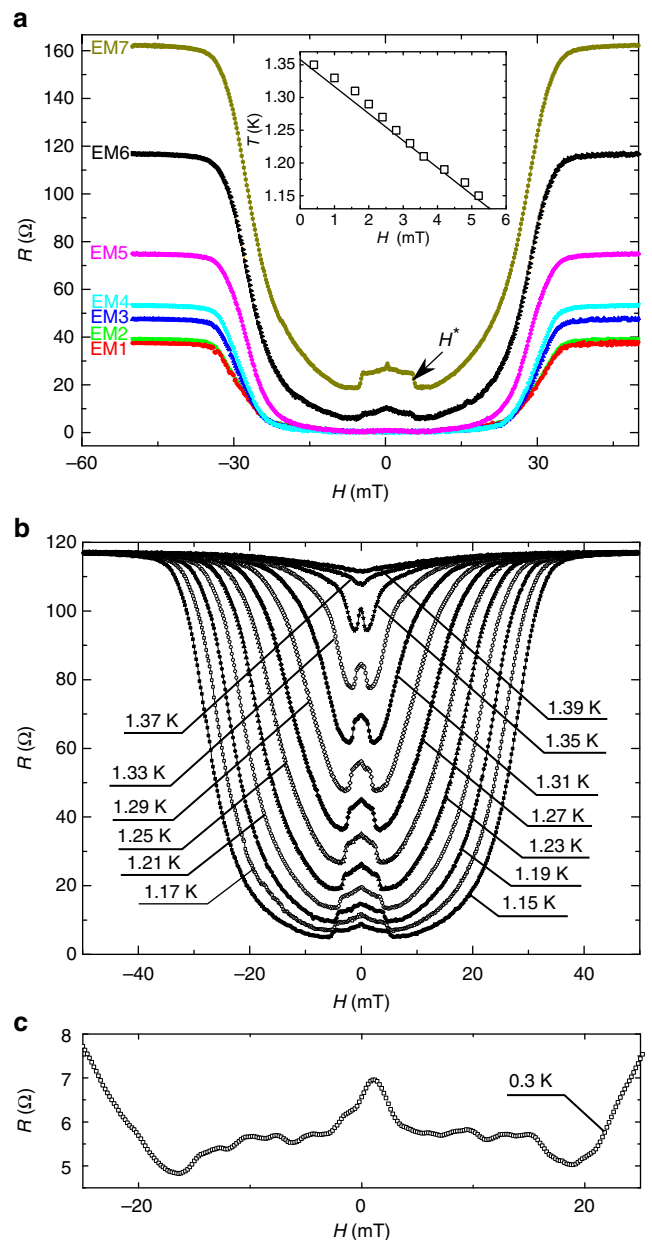 a
160
140
120
100
80
60
40
20
0
R (Ω)
EM7
EM6
EM5
EM4
EM3
EM2
EM1
H*
1.35
1.30
1.25
1.20
1.15
T (K)
0 1 2 3 4 5 6
H (mT)
−60 −30 0 30
H (mT)
b
120
100
80
60
40
20
0
R (Ω)
1.37 K
1.33 K
1.29 K
1.25 K
1.21 K
1.17 K
1.39 K
1.35 K
1.31 K
1.27 K
1.23 K
1.19 K
1.15 K
−40 −20 0 20 40
H (mT)
c
8
7
6
5
R (Ω)
0.3 K
−20 0 20
H (mT)